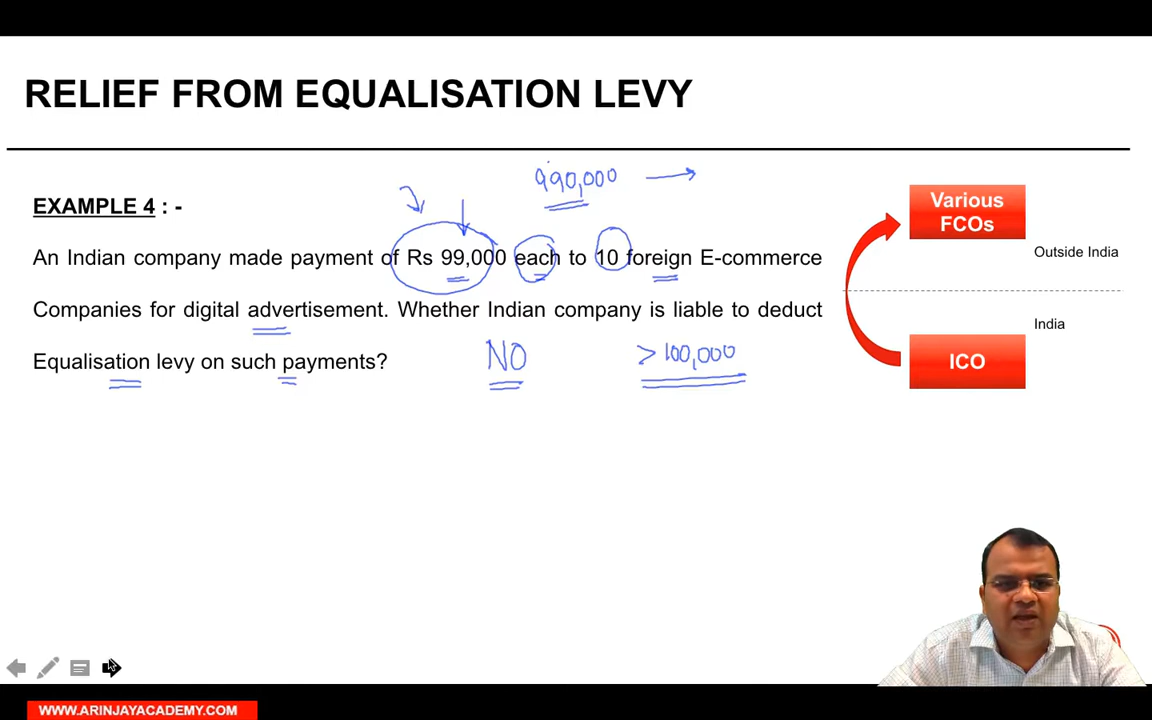 RELIEF FROM EQUALISATION LEVY
990,000
EXAMPLE 4 : -
An Indian company made payment of Rs 99,000 each to 10 foreign E-commerce
Companies for digital advertisement. Whether Indian company is liable to deduct
Equalisation levy on such payments?
NO
>100,000
Various
FCOs
Outside India
India
ICO
WWW.ARINJAYACADEMY.COM